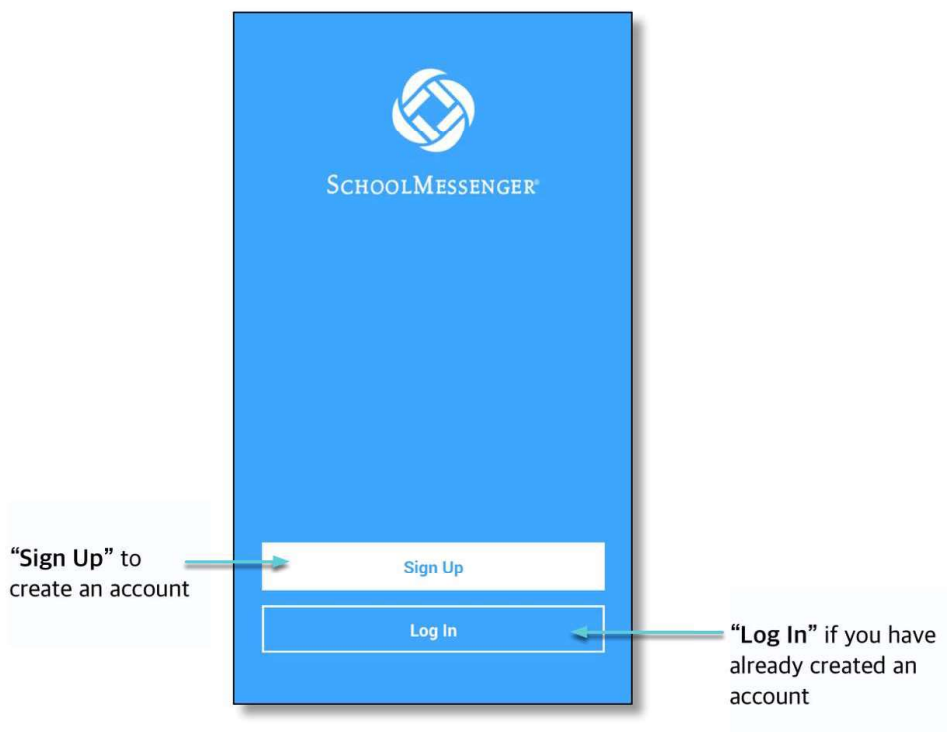 SCHOOLMESSENGER®
"Sign Up" to
create an account
Sign Up
Log In
"Log In" if you have
already created an
account